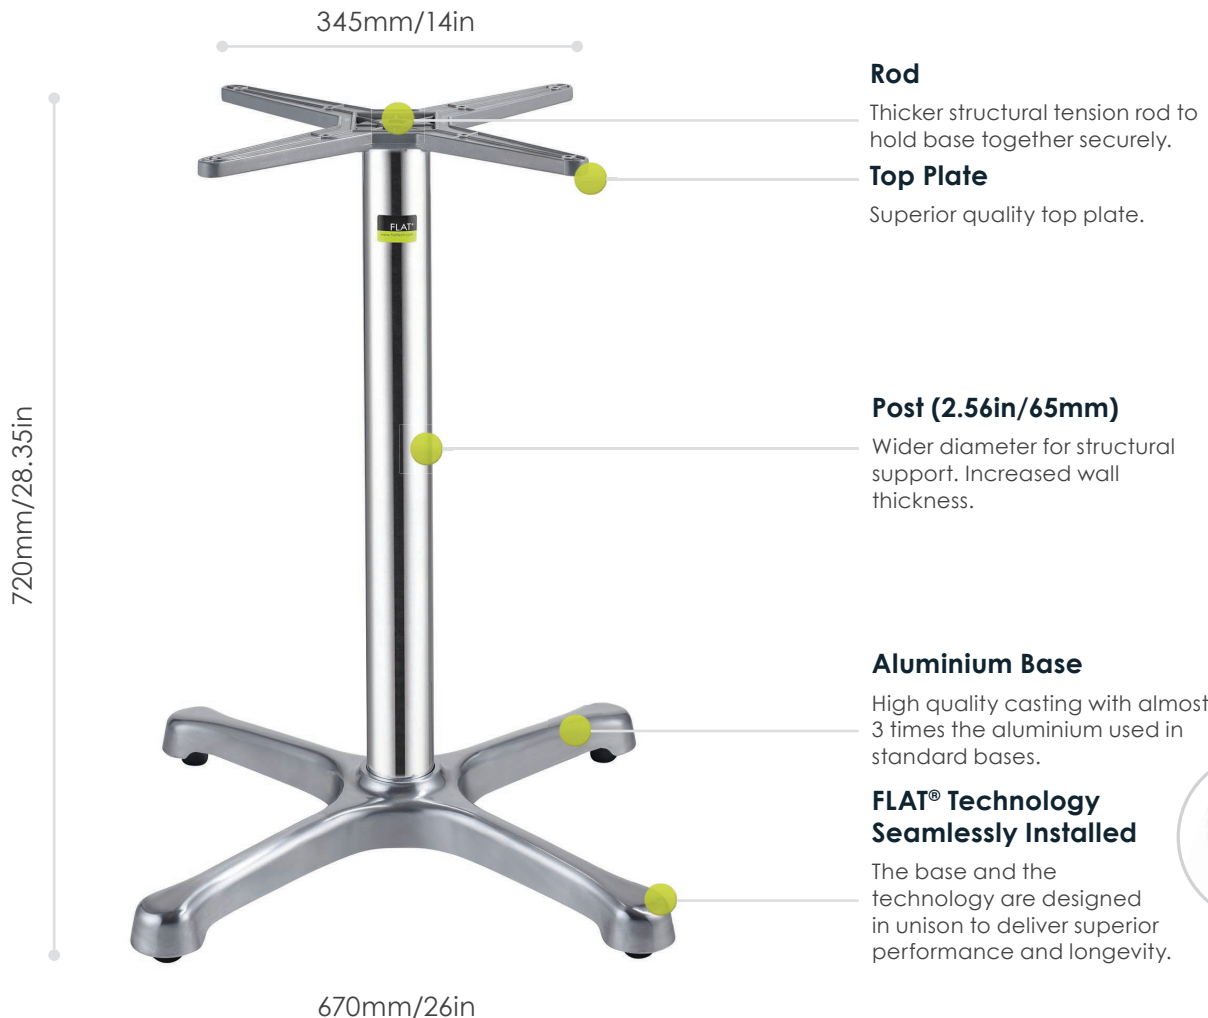 345mm/14in
Rod
Thicker structural tension rod to
hold base together securely.
Top Plate
Superior quality top plate.
FLAT®
720mm/28.35in
Post (2.56in/65mm)
Wider diameter for structural
support. Increased wall
thickness.
Aluminium Base
High quality casting with almost
3 times the aluminium used in
standard bases.
FLAT® Technology
Seamlessly Installed
The base and the
technology are designed
in unison to deliver superior
performance and longevity.
670mm/26in